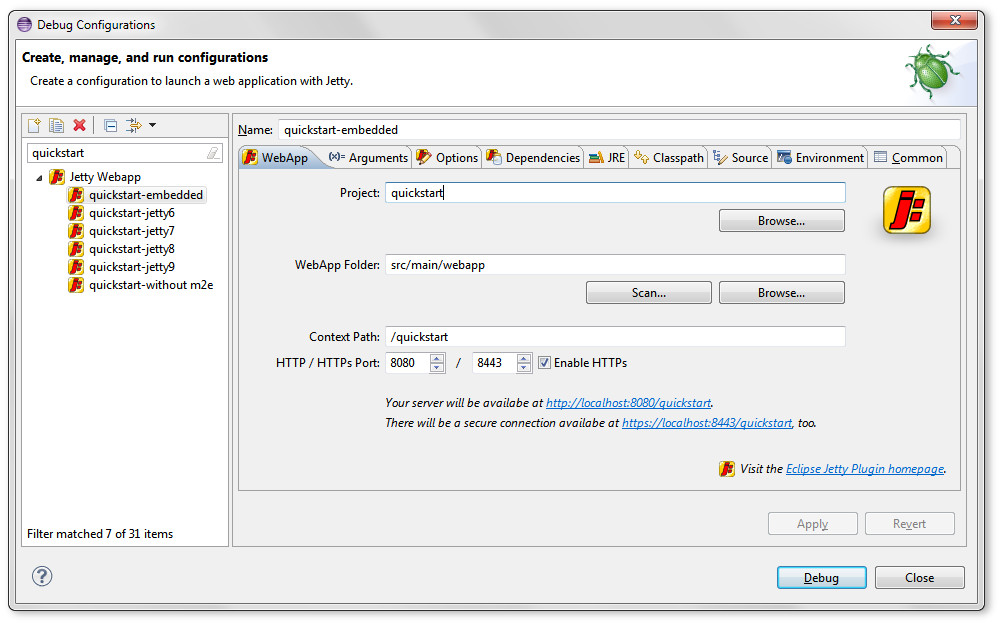 Debug Configurations
Create, manage, and run configurations
Create a configuration to launch a web application with Jetty.
quickstart
Jetty Webapp
quickstart-embedded
quickstart-jetty6
quickstart-jetty7
quickstart-jetty8
quickstart-jetty9
quickstart-without m2e
Filter matched 7 of 31 items
Name: quickstart-embedded
WebApp (x)= Arguments Options Dependencies JRE Classpath Source Environment Common
Project: quickstart
Browse...
WebApp Folder: src/main/webapp
Scan... Browse...
Context Path: /quickstart
HTTP / HTTPs Port: 8080 / 8443 Enable HTTPs
Your server will be availabe at http://localhost:8080/quickstart.
There will be a secure connection availabe at https://localhost:8443/quickstart, too.
Visit the Eclipse Jetty Plugin homepage.
Apply Revert
? Debug Close